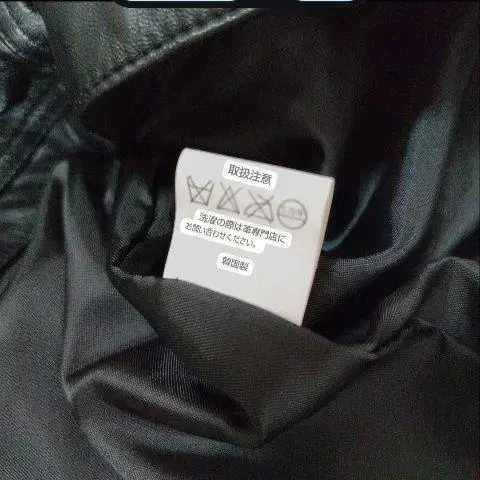 取扱注意
洗濯の際は革専門店に
お問い合わせください。
韓国製